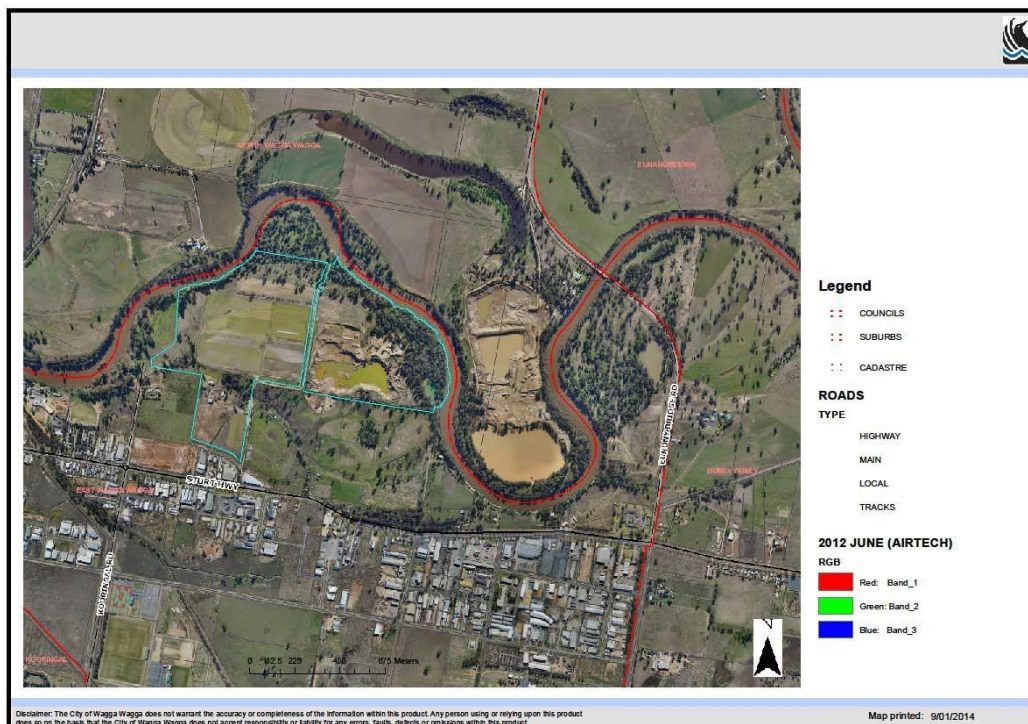 NORTH WAGGA WAGGA
EUNANOREENYA
Legend
COUNCILS
SUBURBS
CADASTRE
ROADS
TYPE
HIGHWAY
MAIN
LOCAL
TRACKS
GUMLY GUMLY
STURT HWY
EAST WAGGA WAGGA
2012 JUNE (AIRTECH)
RGB
Red: Band_1
Green: Band_2
Blue: Band_3
KOORINGAL RD
KOORINGAL
0 112.5 225 450 675 Meters
Disclaimer: The City of Wagga Wagga does not warrant the accuracy or completeness of the information within this product. Any person using or relying upon this product
does so on the basis that the City of Wagga Wagga does not accept responsibility or liability for any errors, faults, defects or omissions within this product.
Map printed: 9/01/2014